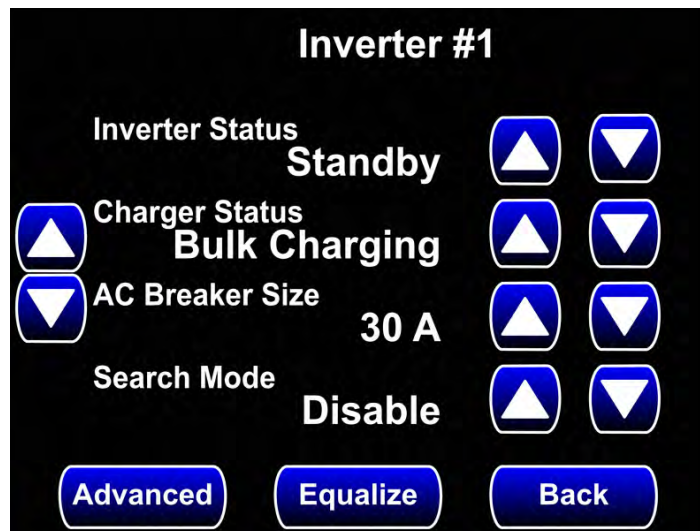 Inverter #1
Inverter Status
Standby
Charger Status
Bulk Charging
AC Breaker Size
30 A
Search Mode
Disable
Advanced
Equalize
Back